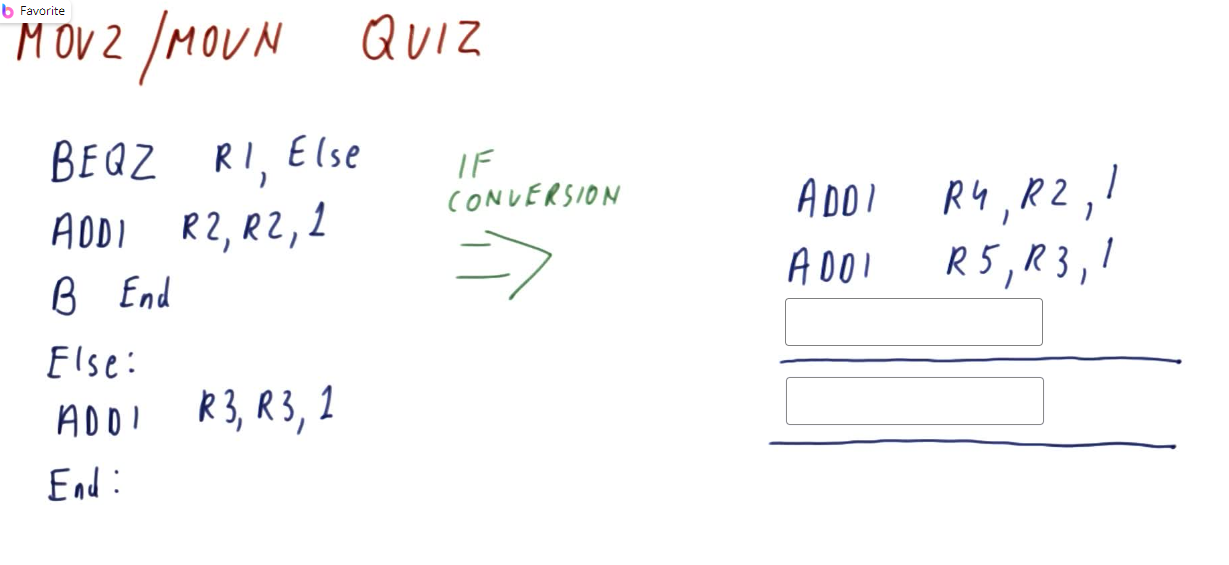 Favorite
MOVZ/MOVN QUIZ
BEQZ R1, Else
ADDI R2, R2, 1
B End
Else:
ADDI R3, R3, 1
End:
IF
CONVERSION
=>
ADDI R4, R2, 1
ADDI R5, R3, 1